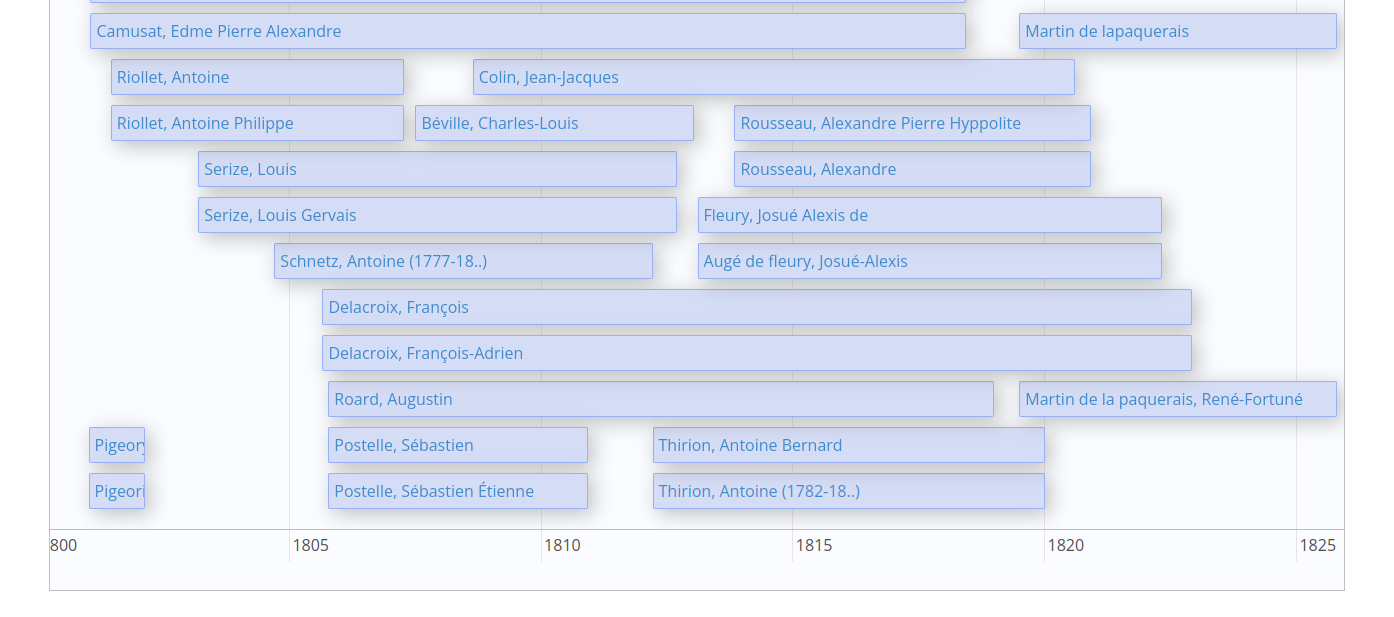 Camusat, Edme Pierre Alexandre Martin de lapaquerais
Riollet, Antoine Colin, Jean-Jacques
Riollet, Antoine Philippe Béville, Charles-Louis Rousseau, Alexandre Pierre Hyppolite
Serize, Louis Rousseau, Alexandre
Serize, Louis Gervais Fleury, Josué Alexis de
Schnetz, Antoine (1777-18..) Augé de fleury, Josué-Alexis
Delacroix, François
Delacroix, François-Adrien
Roard, Augustin Martin de la paquerais, René-Fortuné
Postelle, Sébastien Thirion, Antoine Bernard
Postelle, Sébastien Étienne Thirion, Antoine (1782-18..)
800 1805 1810 1815 1820 1825